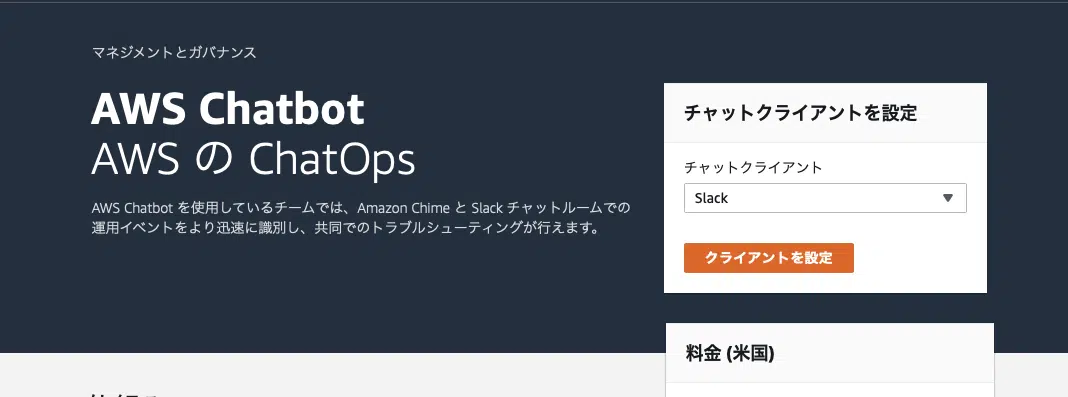 マネジメントとガバナンス
AWS Chatbot
AWS の ChatOps
AWS Chatbot を使用しているチームでは、Amazon Chime と Slack チャットルームでの
運用イベントをより迅速に識別し、共同でのトラブルシューティングが行えます。
チャットクライアントを設定
チャットクライアント
Slack
クライアントを設定
料金 (米国)